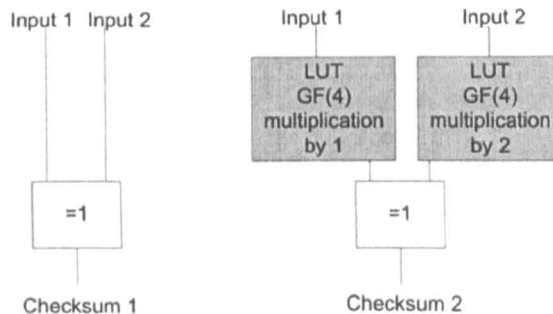 Input 1 Input 2
=1
Checksum 1
Input 1
Input 2
LUT
GF(4)
multiplication
by 1
LUT
GF(4)
multiplication
by 2
=1
Checksum 2